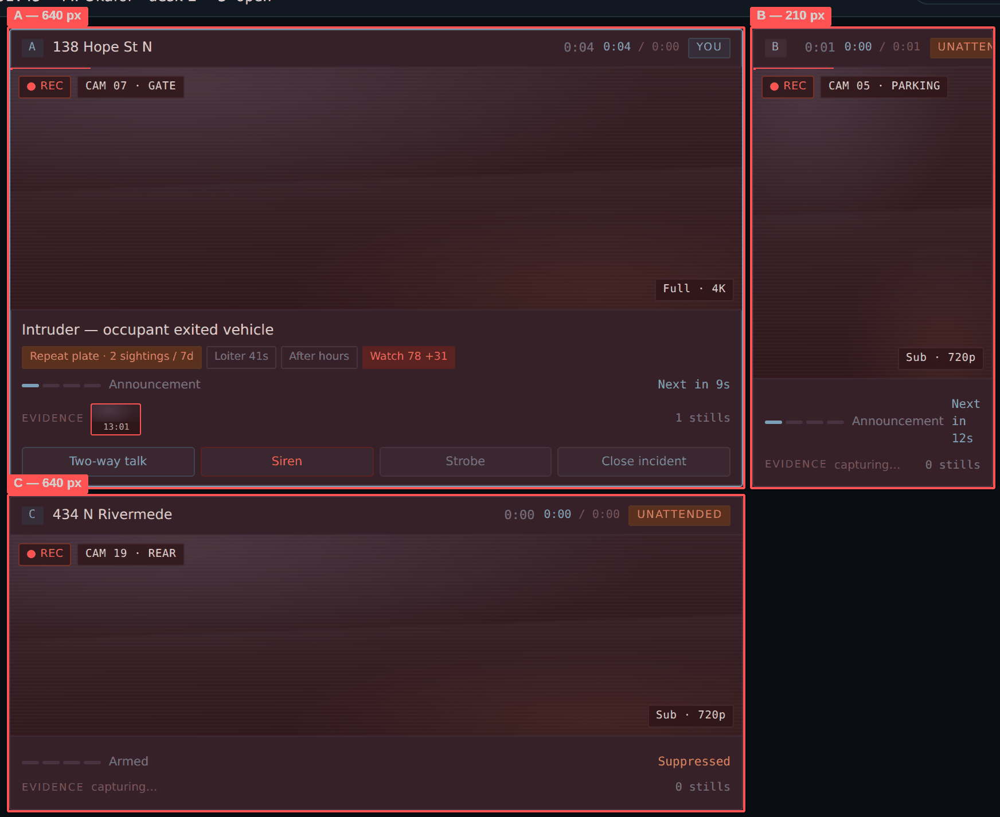 A — 640 px
B — 210 px
A 138 Hope St N 0:04 0:04 / 0:00 YOU
REC CAM 07 · GATE
Full · 4K
Intruder — occupant exited vehicle
Repeat plate · 2 sightings / 7d Loiter 41s After hours Watch 78 +31
Announcement Next in 9s
EVIDENCE 13:01 1 stills
Two-way talk Siren Strobe Close incident
B 0:01 0:00 / 0:01 UNATTEN
REC CAM 05 · PARKING
Sub · 720p
Announcement Next
in
12s
EVIDENCE capturing... 0 stills
C — 640 px
C 434 N Rivermede 0:00 0:00 / 0:00 UNATTENDED
REC CAM 19 · REAR
Sub · 720p
Armed Suppressed
EVIDENCE capturing... 0 stills